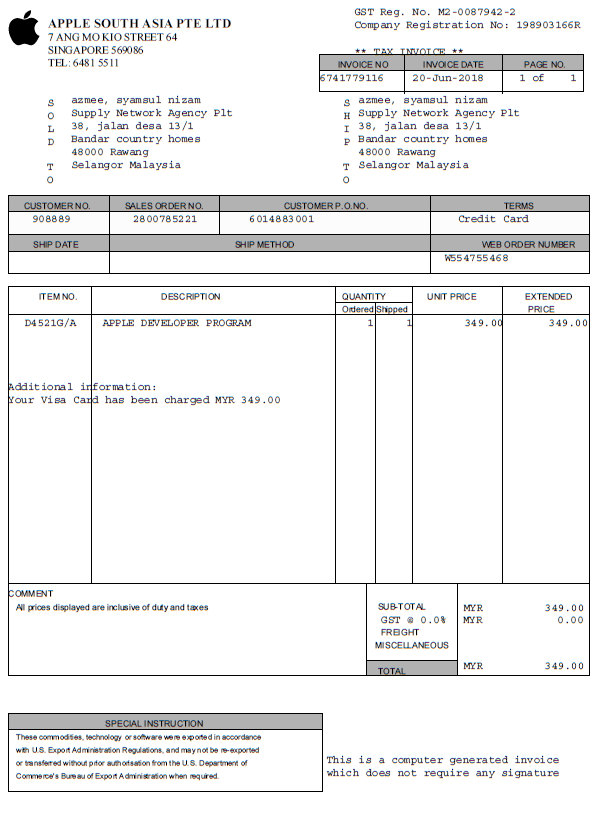 APPLE SOUTH ASIA PTE LTD
7 ANG MO KIO STREET 64
SINGAPORE 569086
TEL: 6481 5511
GST Reg. No. M2-0087942-2
Company Registration No: 198903166R
** TAX INVOICE **
INVOICE NO INVOICE DATE PAGE NO.
6741779116 20-Jun-2018 1 of 1
SOLD TO
azmee, syamsul nizam
Supply Network Agency Plt
38, jalan desa 13/1
Bandar country homes
48000 Rawang
Selangor Malaysia
SHIP TO
azmee, syamsul nizam
Supply Network Agency Plt
38, jalan desa 13/1
Bandar country homes
48000 Rawang
Selangor Malaysia
CUSTOMER NO. SALES ORDER NO. CUSTOMER P.O.NO. TERMS
908889 2800785221 6014883001 Credit Card
SHIP DATE SHIP METHOD WEB ORDER NUMBER
W554755468
ITEM NO. DESCRIPTION QUANTITY UNIT PRICE EXTENDED PRICE
Ordered Shipped
D4521G/A APPLE DEVELOPER PROGRAM 1 1 349.00 349.00
Additional information:
Your Visa Card has been charged MYR 349.00
COMMENT
All prices displayed are inclusive of duty and taxes
SUB-TOTAL MYR 349.00
GST @ 0.0% MYR 0.00
FREIGHT
MISCELLANEOUS
TOTAL MYR 349.00
SPECIAL INSTRUCTION
These commodities, technology or software were exported in accordance
with U.S. Export Administration Regulations, and may not be re-exported
or transferred without prior authorisation from the U.S. Department of
Commerce's Bureau of Export Administration when required.
This is a computer generated invoice
which does not require any signature